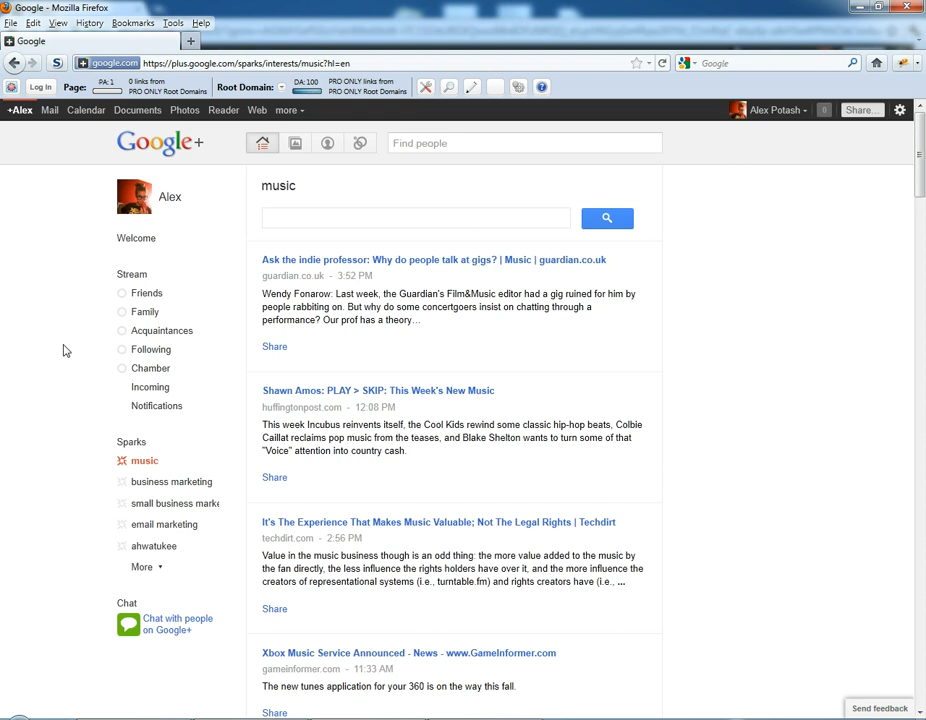 Google - Mozilla Firefox
File Edit View History Bookmarks Tools Help
Google
google.com https://plus.google.com/sparks/interests/music?hl=en
Google
Log In Page: PA: 1 0 links from PRO ONLY Root Domains Root Domain: DA: 100 PRO ONLY links from PRO ONLY Root Domains
+Alex Mail Calendar Documents Photos Reader Web more Alex Potash 0 Share...
Google+
Find people
Alex
Welcome
Stream
Friends
Family
Acquaintances
Following
Chamber
Incoming
Notifications
Sparks
music
business marketing
small business marke
email marketing
ahwatukee
More
Chat
Chat with people
on Google+
music
Ask the indie professor: Why do people talk at gigs? | Music | guardian.co.uk
guardian.co.uk - 3:52 PM
Wendy Fonarow: Last week, the Guardian's Film&Music editor had a gig ruined for him by
people rabbiting on. But why do some concertgoers insist on chatting through a
performance? Our prof has a theory…
Share
Shawn Amos: PLAY > SKIP: This Week's New Music
huffingtonpost.com - 12:08 PM
This week Incubus reinvents itself, the Cool Kids rewind some classic hip-hop beats, Colbie
Caillat reclaims pop music from the teases, and Blake Shelton wants to turn some of that
"Voice" attention into country cash.
Share
It's The Experience That Makes Music Valuable; Not The Legal Rights | Techdirt
techdirt.com - 2:56 PM
Value in the music business though is an odd thing: the more value added to the music by
the fan directly, the less influence the rights holders have over it, and the more influence the
creators of representational systems (i.e., turntable.fm) and rights creators have (i.e., ...
Share
Xbox Music Service Announced - News - www.GameInformer.com
gameinformer.com - 11:33 AM
The new tunes application for your 360 is on the way this fall.
Share
Send feedback